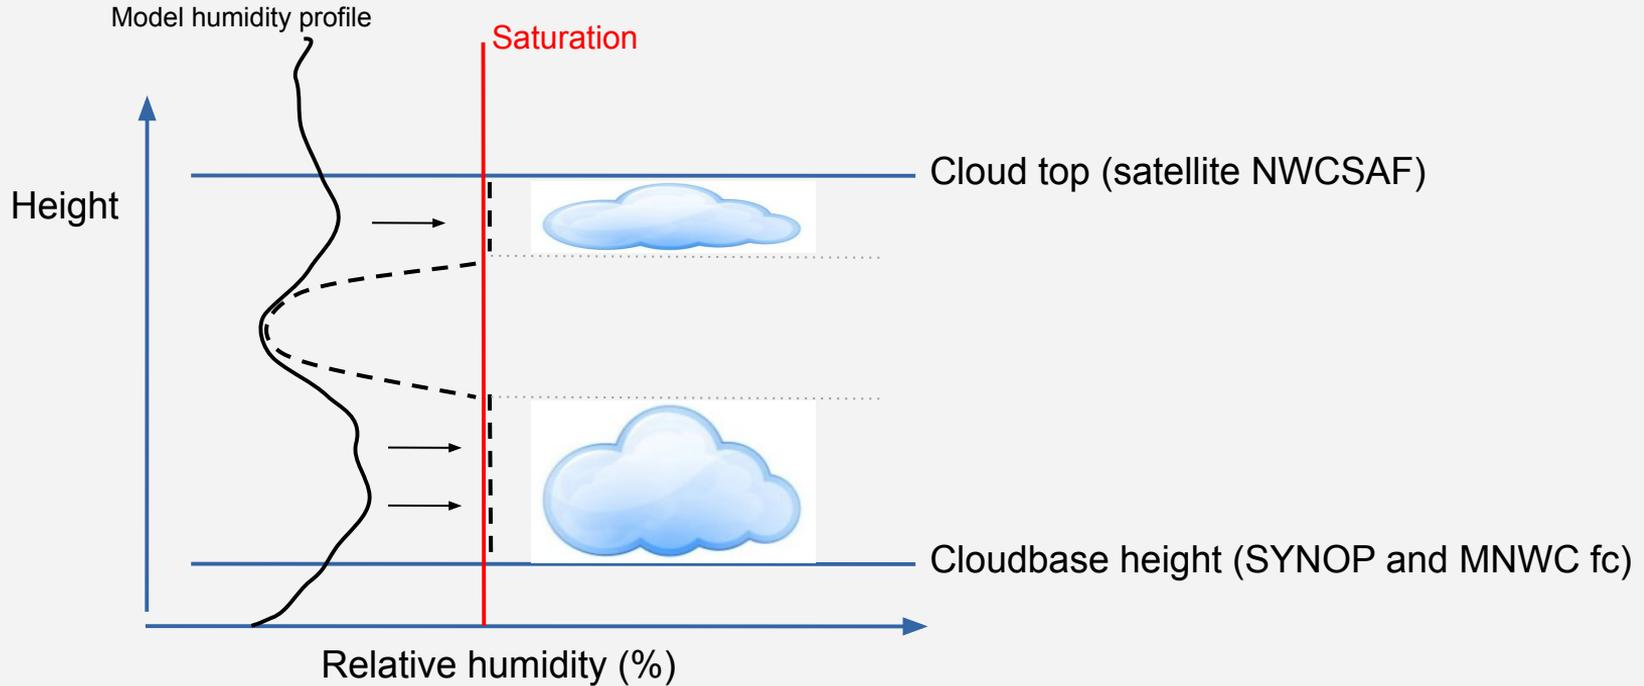 Model humidity profile
Saturation
Cloud top (satellite NWCSAF)
Height
Cloudbase height (SYNOP and MNWC fc)
Relative humidity (%)